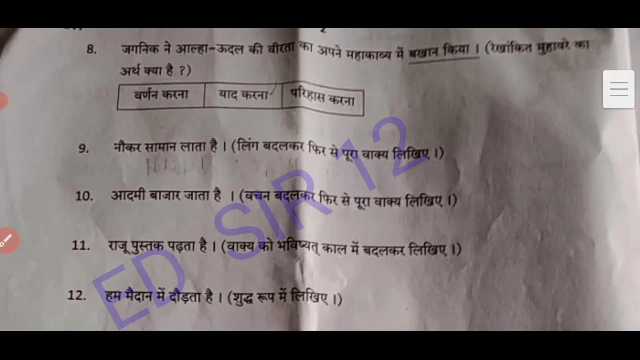 8. जगनिक ने आल्हा-ऊदल की वीरता का अपने महाकाव्य में बखान किया । (रेखांकित मुहावरे का
अर्थ क्या है ?)
वर्णन करना याद करना परिहास करना
9. नौकर सामान लाता है । (लिंग बदलकर फिर से पूरा वाक्य लिखिए ।)
10. आदमी बाजार जाता है । (वचन बदलकर फिर से पूरा वाक्य लिखिए ।)
11. राजू पुस्तक पढ़ता है । (वाक्य को भविष्यत् काल में बदलकर लिखिए ।)
12. हम मैदान में दौड़ता है । (शुद्ध रूप में लिखिए ।)
ED SIR 12